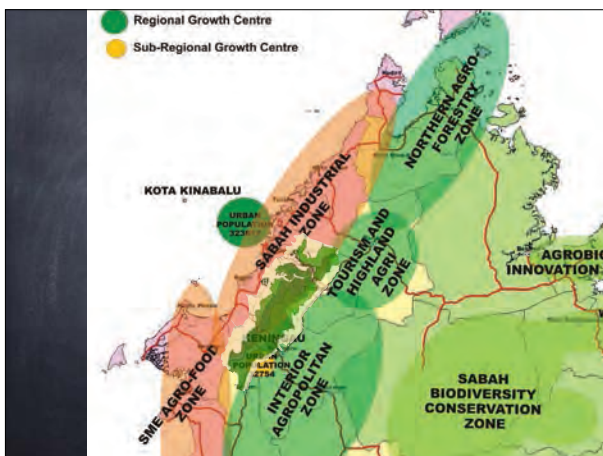 Regional Growth Centre
Sub-Regional Growth Centre
NORTHERN AGRO-
FORESTRY
ZONE
KOTA KINABALU
URBAN
POPULATION
SABAH INDUSTRIAL
ZONE
TOURISM AND
HIGHLAND
AGRI
ZONE
AGROBIO
INNOVATION
POPULATION
INTERIOR
AGROPOLITAN
ZONE
SME AGRO-FOOD
ZONE
SABAH
BIODIVERSITY
CONSERVATION
ZONE